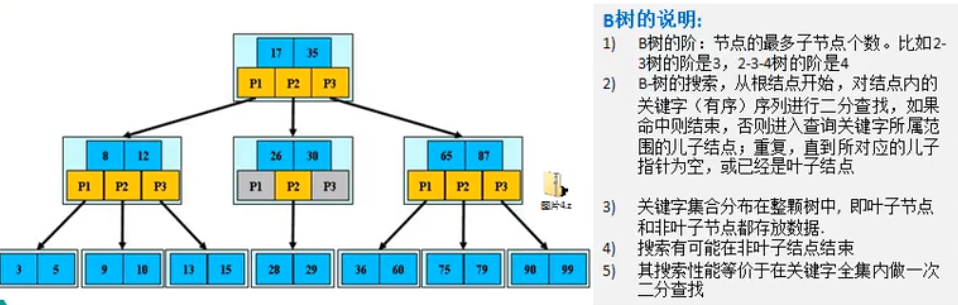 17 35
P1 P2 P3
8 12
P1 P2 P3
26 30
P1 P2 P3
65 87
P1 P2 P3
3 5
9 10
13 15
28 29
36 60
75 79
90 99
图片4.z
B树的说明:
1) B树的阶：节点的最多子节点个数。比如2-
3树的阶是3，2-3-4树的阶是4
2) B-树的搜索，从根结点开始，对结点内的
关键字（有序）序列进行二分查找，如果
命中则结束，否则进入查询关键字所属范
围的儿子结点；重复，直到所对应的儿子
指针为空，或已经是叶子结点
3) 关键字集合分布在整颗树中, 即叶子节点
和非叶子节点都存放数据.
4) 搜索有可能在非叶子结点结束
5) 其搜索性能等价于在关键字全集内做一次
二分查找